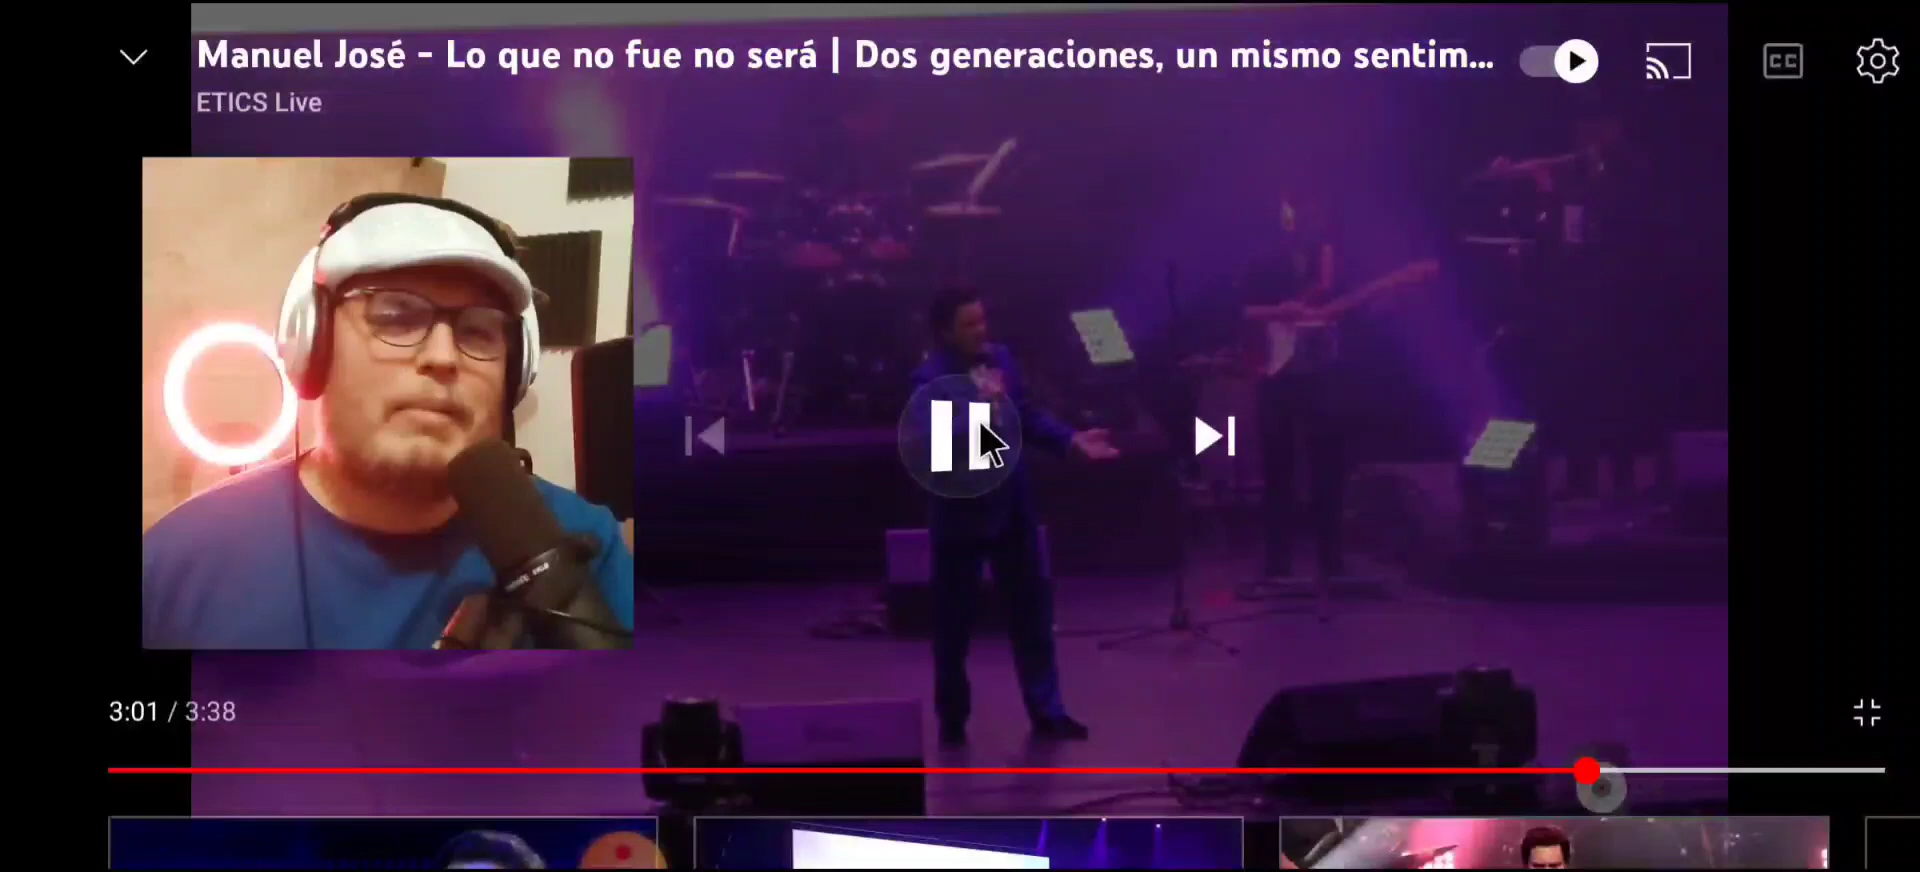 Manuel José - Lo que no fue no será | Dos generaciones, un mismo sentim...
ETICS Live
CC
3:01 / 3:38